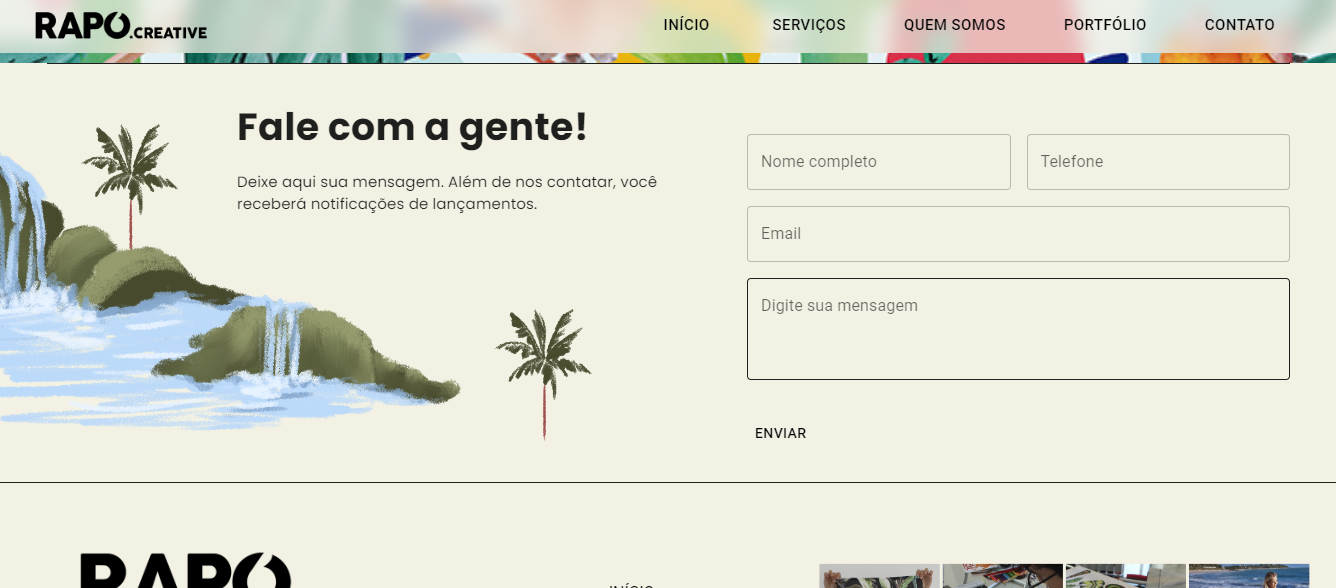 RAPO.CREATIVE
INÍCIO SERVIÇOS QUEM SOMOS PORTFÓLIO CONTATO
Fale com a gente!
Deixe aqui sua mensagem. Além de nos contatar, você
receberá notificações de lançamentos.
Nome completo
Telefone
Email
Digite sua mensagem
ENVIAR
RAPO
INÍCIO